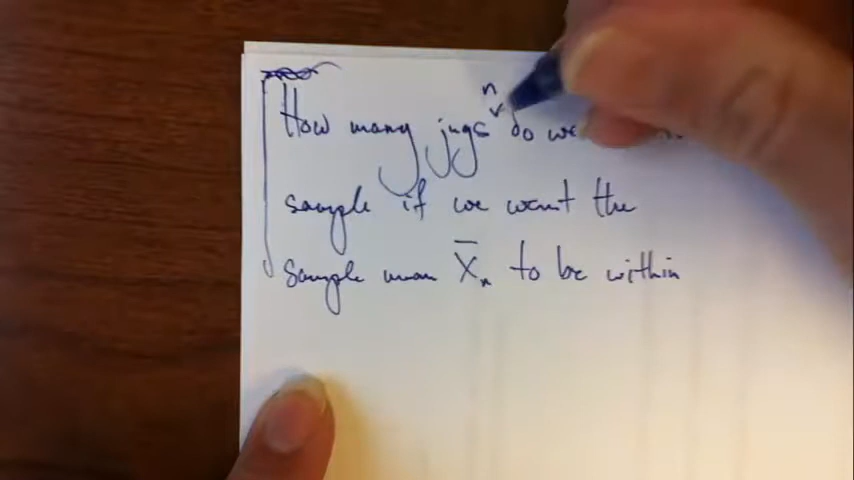 How many jugs n do we
sample if we want the
sample mean X̄ₙ to be within